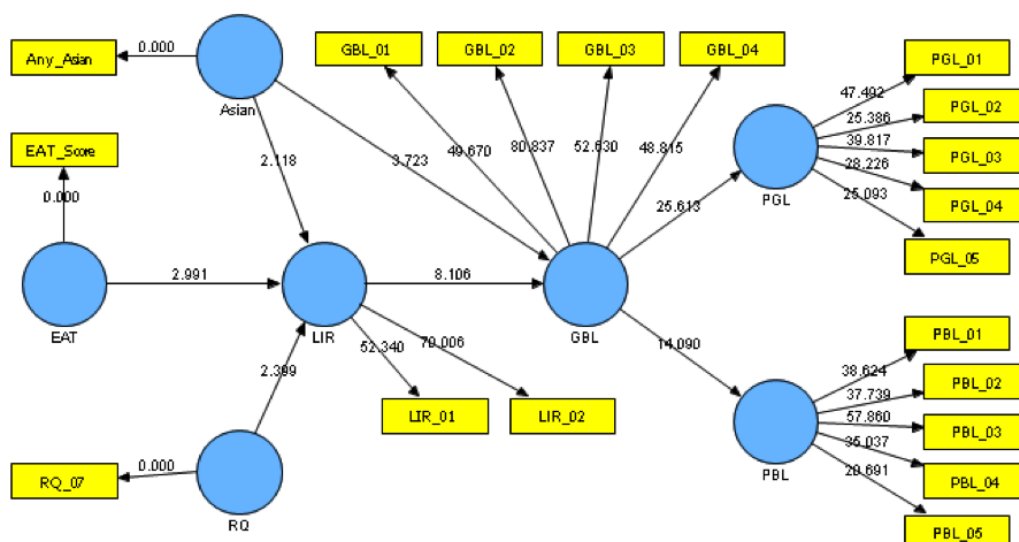 Any_Asian
0.000
Asian
GBL_01
GBL_02
GBL_03
GBL_04
PGL_01
47.492
PGL_02
25.386
PGL_03
39.817
PGL_04
28.226
PGL_05
25.093
PGL
EAT_Score
0.000
2.118
3.723
49.670
80.837
52.630
48.815
25.613
EAT
2.991
LIR
8.106
GBL
14.090
52.340
70.006
LIR_01
LIR_02
2.399
RQ_07
0.000
RQ
PBL_01
38.624
PBL_02
37.739
PBL_03
57.860
PBL_04
35.037
PBL_05
20.691
PBL